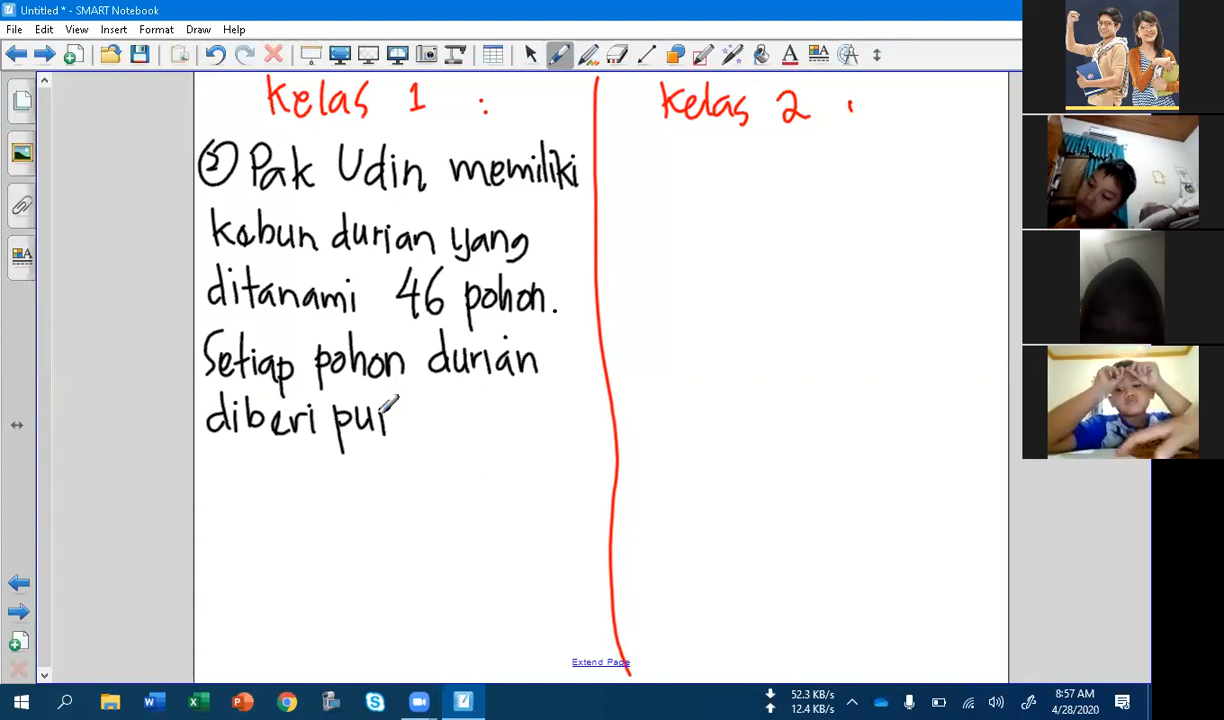 Untitled * - SMART Notebook
File Edit View Insert Format Draw Help
Kelas 1 :
Kelas 2 .
② Pak Udin memiliki
kebun durian yang
ditanami 46 pohon.
Setiap pohon durian
diberi pu
Extend Page
52.3 KB/s
12.4 KB/s
8:57 AM
4/28/2020